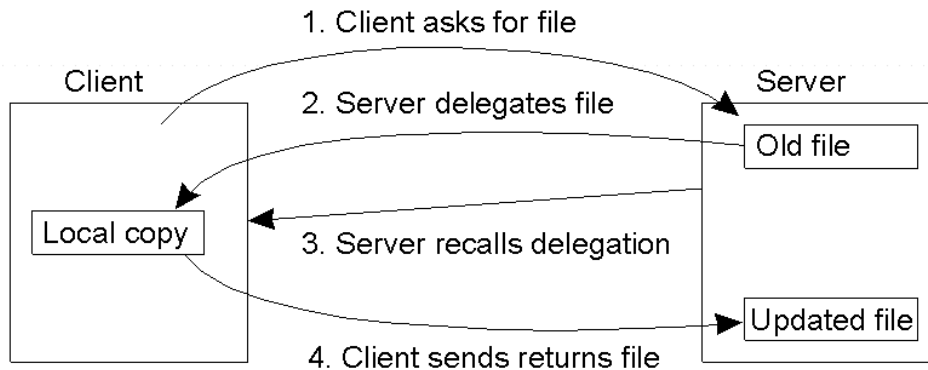 1. Client asks for file
Client
Server
2. Server delegates file
Old file
Local copy
3. Server recalls delegation
Updated file
4. Client sends returns file